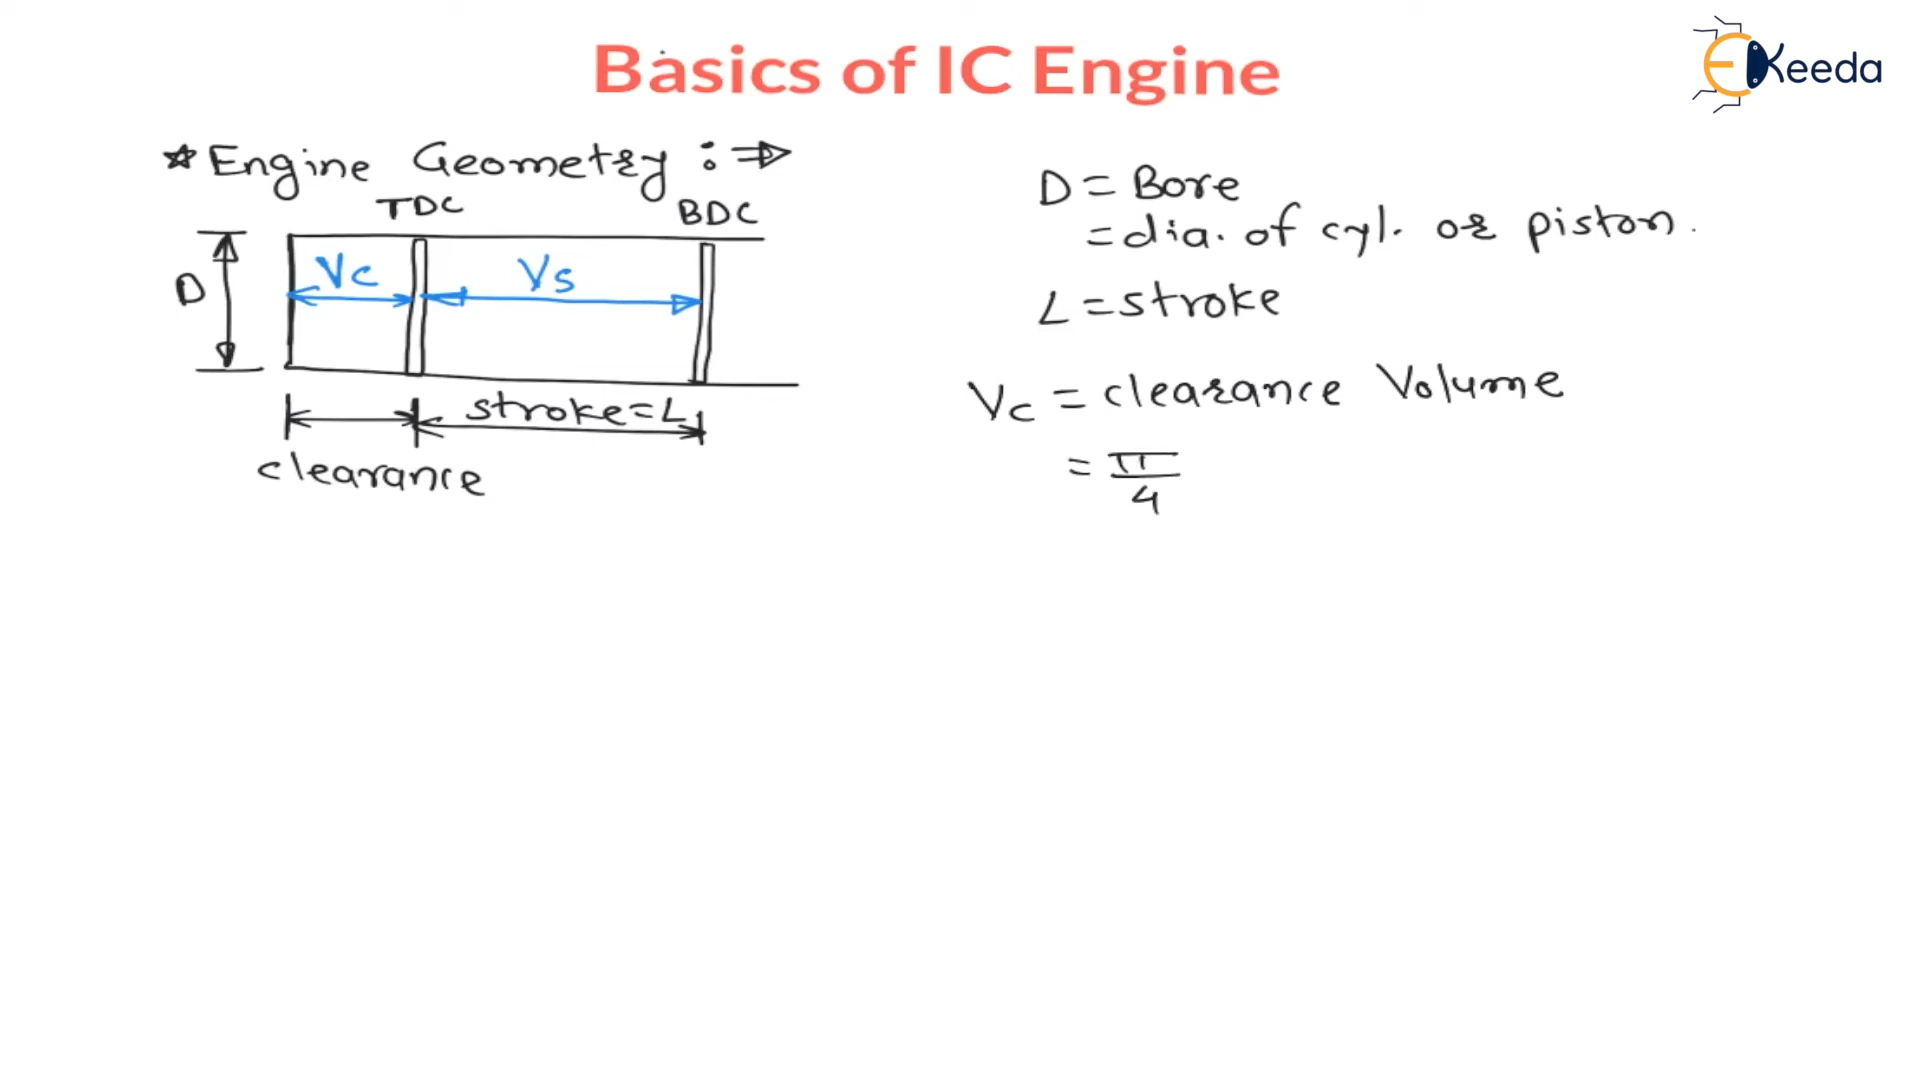 Basics of IC Engine
EKeeda
* Engine Geometry :⇒
TDC
BDC
D
Vc
Vs
stroke=L
clearance
D = Bore
= dia. of cyl. or piston.
L = stroke
Vc = clearance Volume
= π/4